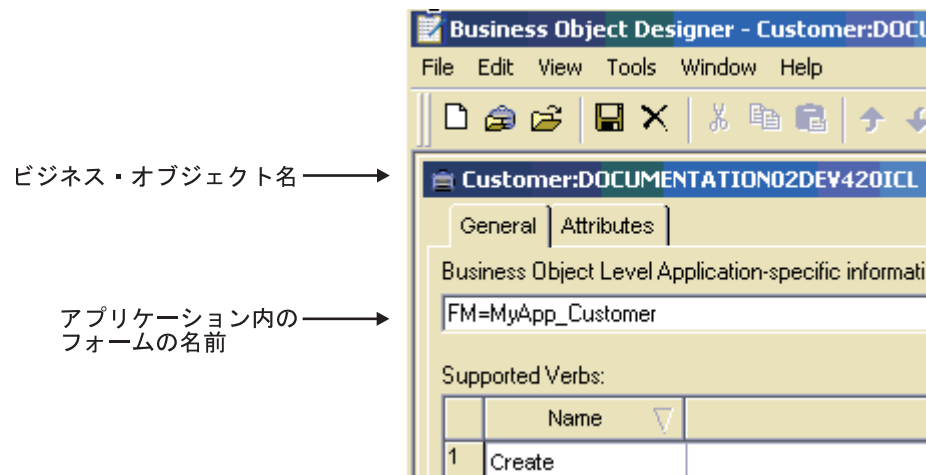 Business Object Designer - Customer:DOCU
File Edit View Tools Window Help
ビジネス・オブジェクト名
Customer:DOCUMENTATION02DEV420ICL
General Attributes
Business Object Level Application-specific informati
アプリケーション内の
フォームの名前
FM=MyApp_Customer
Supported Verbs:
Name
1 Create